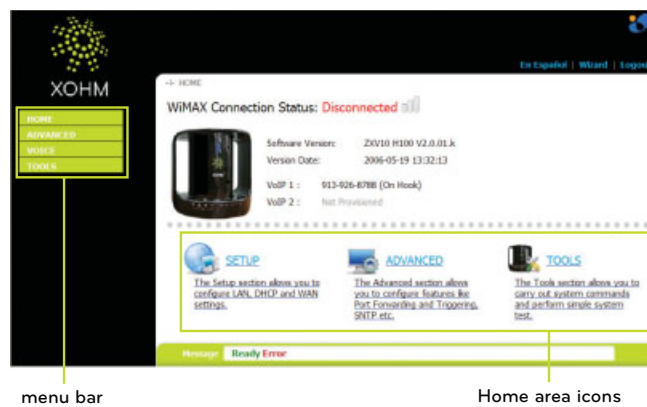 En Español | Wizard | Logout
XOHM
HOME
ADVANCED
VOICE
TOOLS
-> HOME
WiMAX Connection Status: Disconnected
Software Version: ZXV10 H100 V2.0.01.k
Version Date: 2006-05-19 13:32:13
VoIP 1 : 913-926-8788 (On Hook)
VoIP 2 : Not Provisioned
SETUP
The Setup section allows you to
configure LAN, DHCP and WAN
settings.
ADVANCED
The Advanced section allows
you to configure features like
Port Forwarding and Triggering,
SNTP etc.
TOOLS
The Tools section allows you to
carry out system commands
and perform simple system
test.
Message Ready Error
menu bar
Home area icons